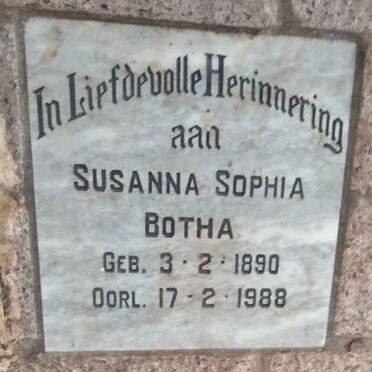 In Liefdevolle Herinnering
aan
SUSANNA SOPHIA
BOTHA
GEB. 3·2·1890
OORL. 17·2·1988